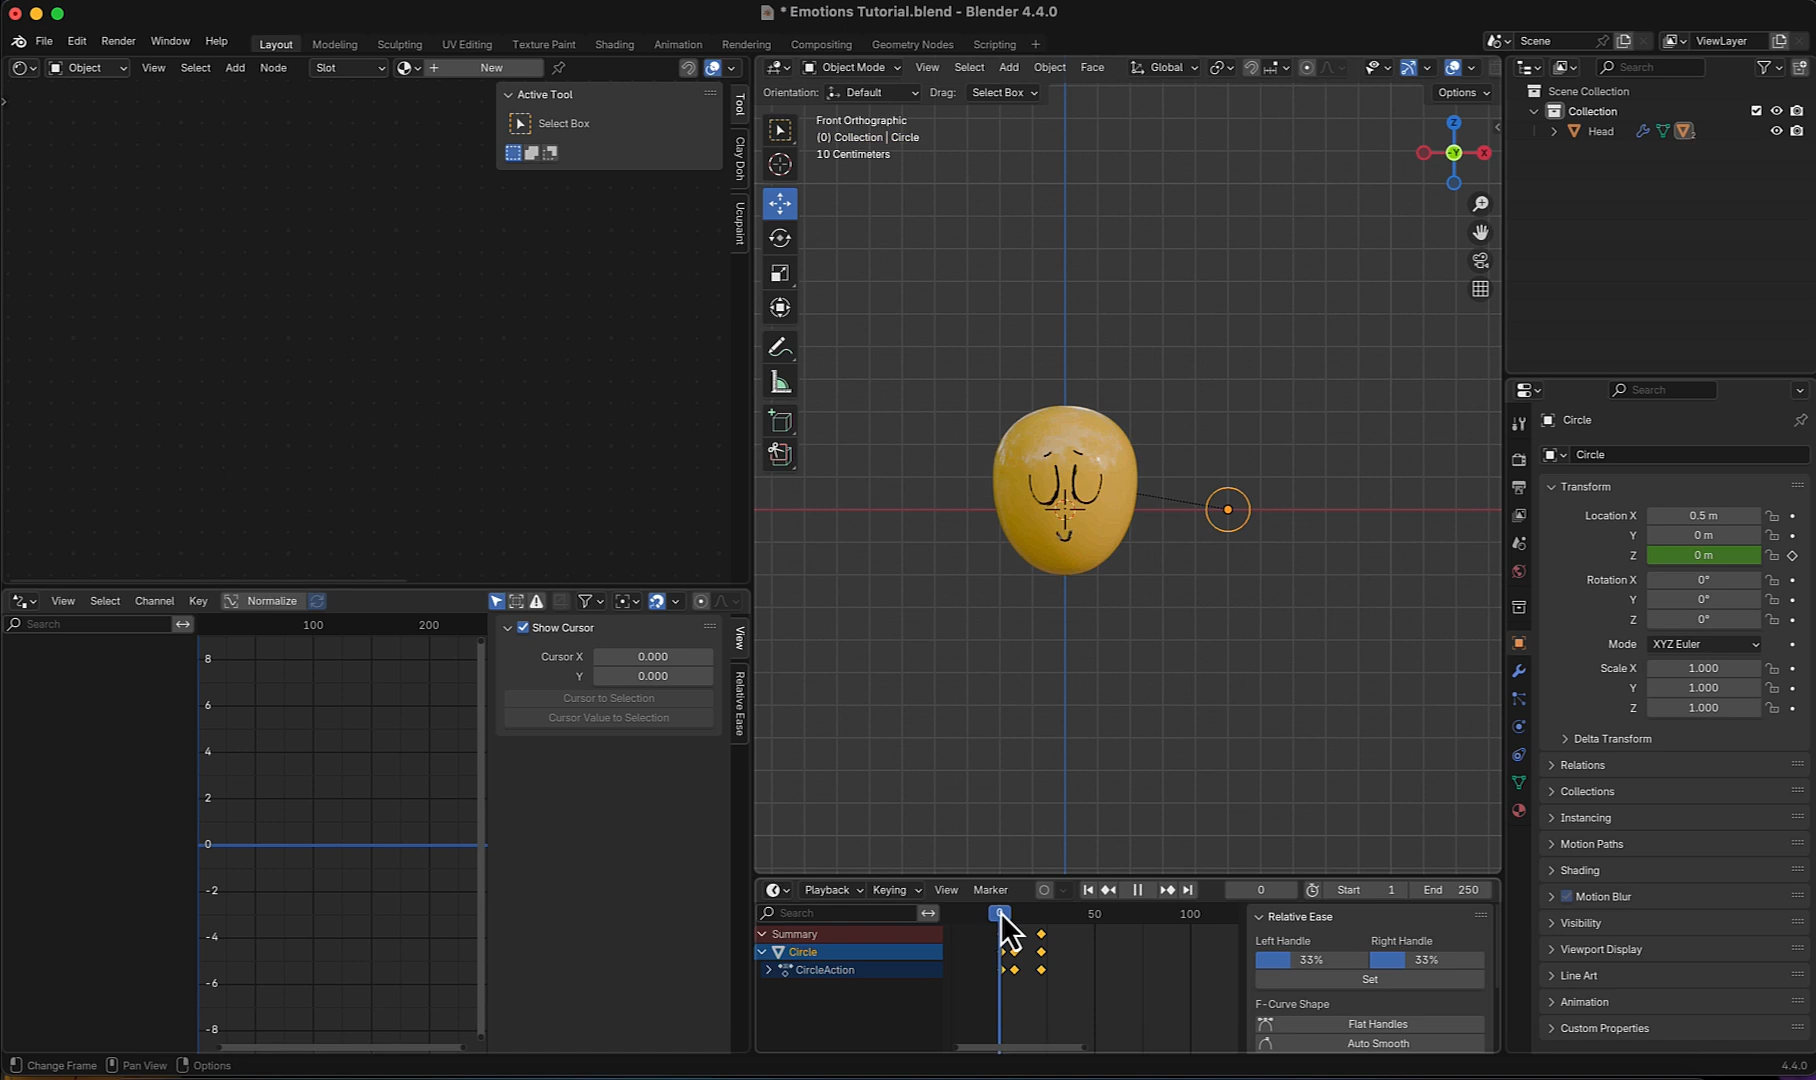 * Emotions Tutorial.blend - Blender 4.4.0
File Edit Render Window Help Layout Modeling Sculpting UV Editing Texture Paint Shading Animation Rendering Compositing Geometry Nodes Scripting + Scene ViewLayer
Object View Select Add Node Slot New
Active Tool
Select Box
Tool
Clay Doh
Ucupaint
Object Mode View Select Add Object Face Global
Orientation: Default Drag: Select Box Options
Front Orthographic
(0) Collection | Circle
10 Centimeters
Z
-Y
X
Search
Scene Collection
Collection
Head 2
Search
Circle
Circle
Transform
Location X 0.5 m
Y 0 m
Z 0 m
Rotation X 0°
Y 0°
Z 0°
Mode XYZ Euler
Scale X 1.000
Y 1.000
Z 1.000
Delta Transform
Relations
Collections
Instancing
Motion Paths
Shading
Motion Blur
Visibility
Viewport Display
Line Art
Animation
Custom Properties
View Select Channel Key Normalize
Search
100 200
8
6
4
2
0
-2
-4
-6
-8
Show Cursor
Cursor X 0.000
Y 0.000
Cursor to Selection
Cursor Value to Selection
View
Relative Ease
Playback Keying View Marker 0 Start 1 End 250
Search
50 100
Summary
Circle
CircleAction
Relative Ease
Left Handle Right Handle
33% 33%
Set
F-Curve Shape
Flat Handles
Auto Smooth
Change Frame Pan View Options 4.4.0